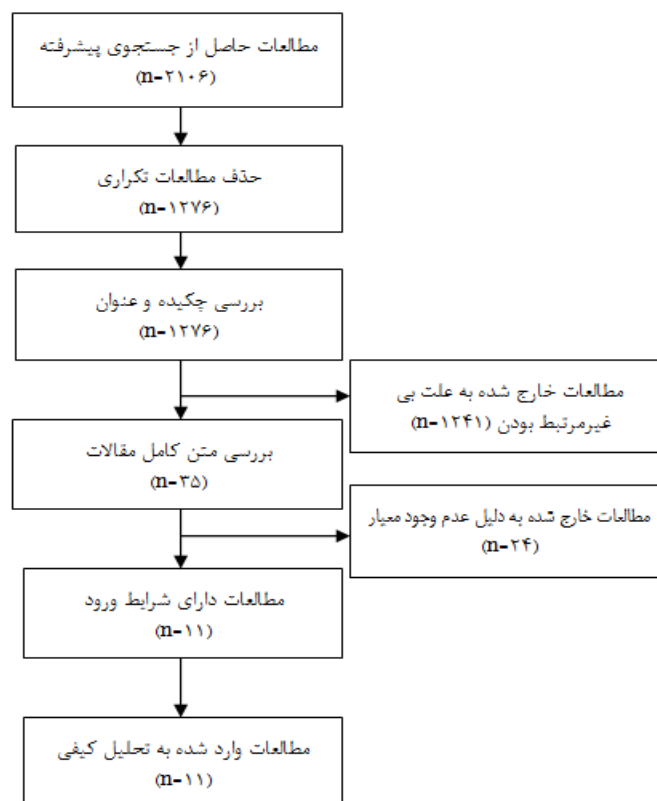 مطالعات حاصل از جستجوی پیشرفته
(n-۲۱۰۶)
حذف مطالعات تکراری
(n-۱۲۷۶)
بررسی چکیده و عنوان
(n-۱۲۷۶)
مطالعات خارج شده به علت بی
غیرمرتبط بودن (n-۱۲۴۱)
بررسی متن کامل مقالات
(n-۳۵)
مطالعات خارج شده به دلیل عدم وجود معیار
(n-۲۴)
مطالعات دارای شرایط ورود
(n-۱۱)
مطالعات وارد شده به تحلیل کیفی
(n-۱۱)